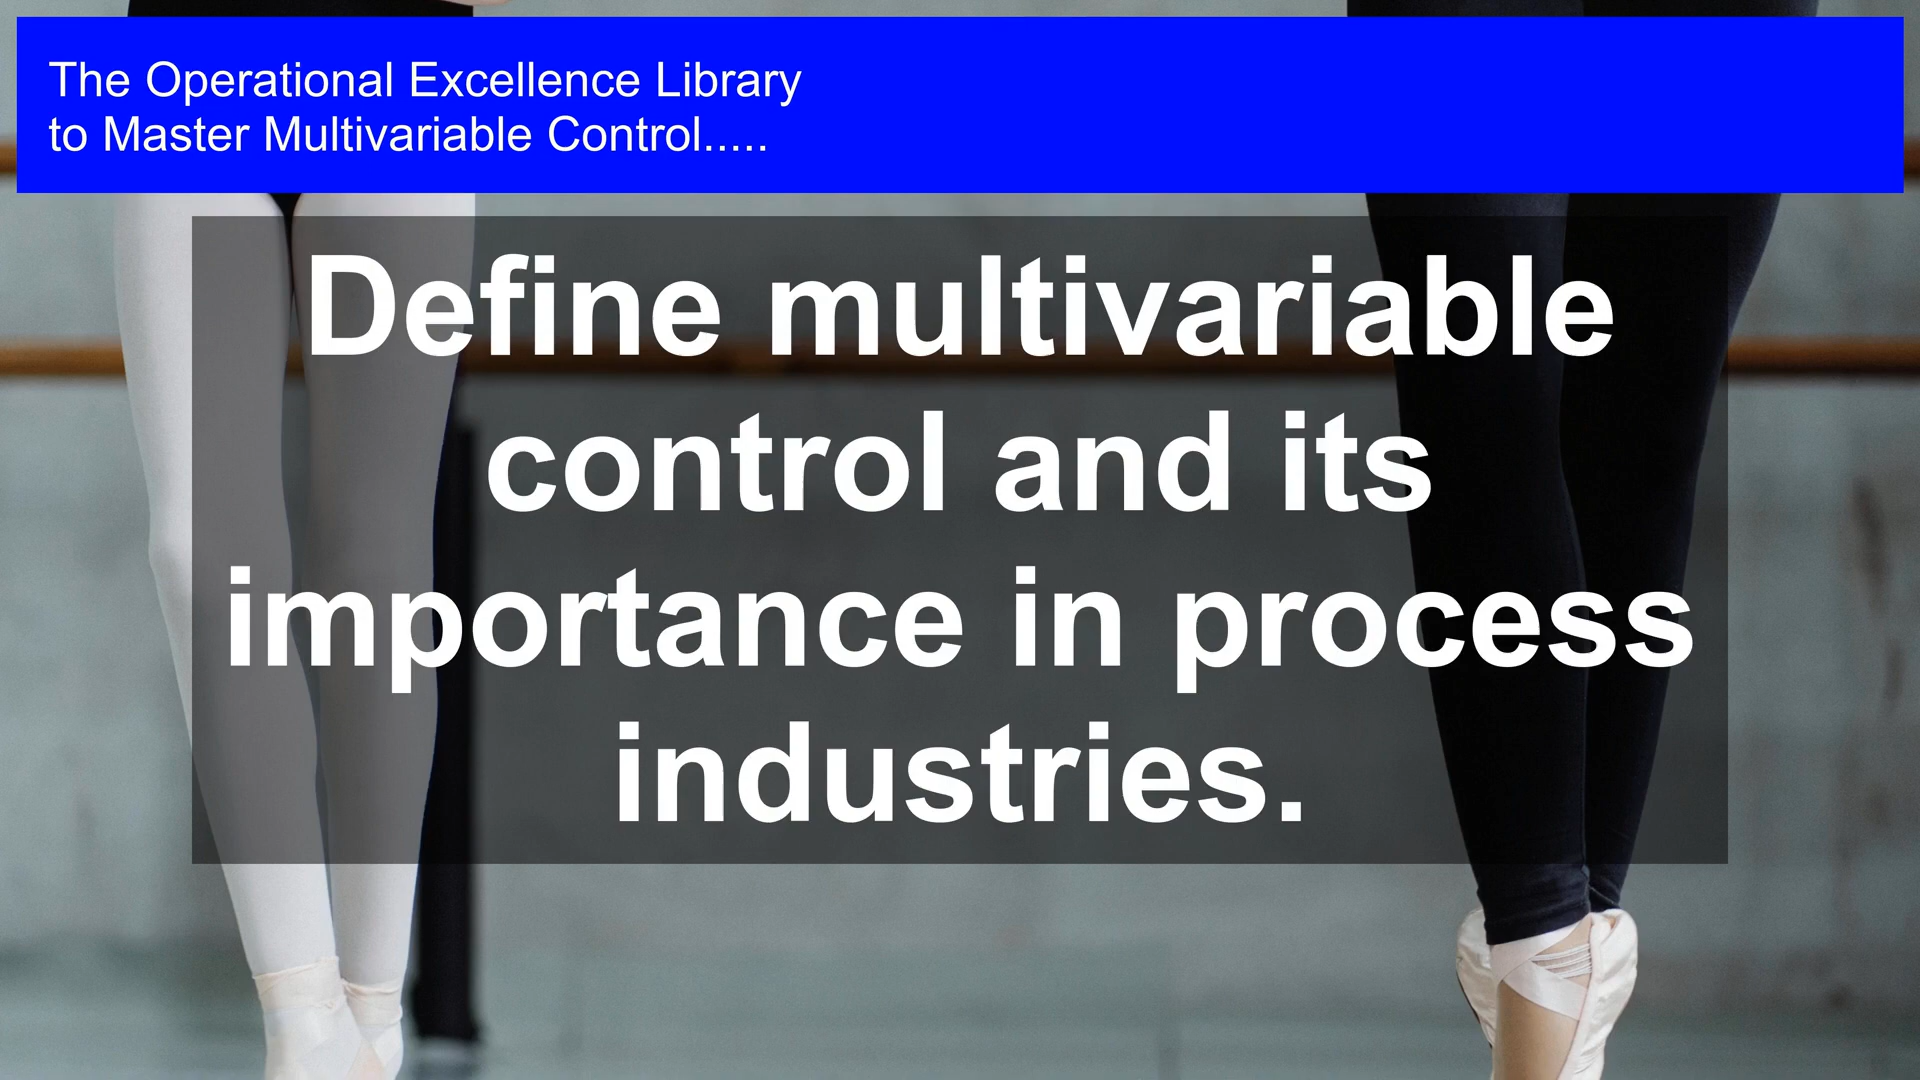 The Operational Excellence Library
to Master Multivariable Control.....
Define multivariable
control and its
importance in process
industries.